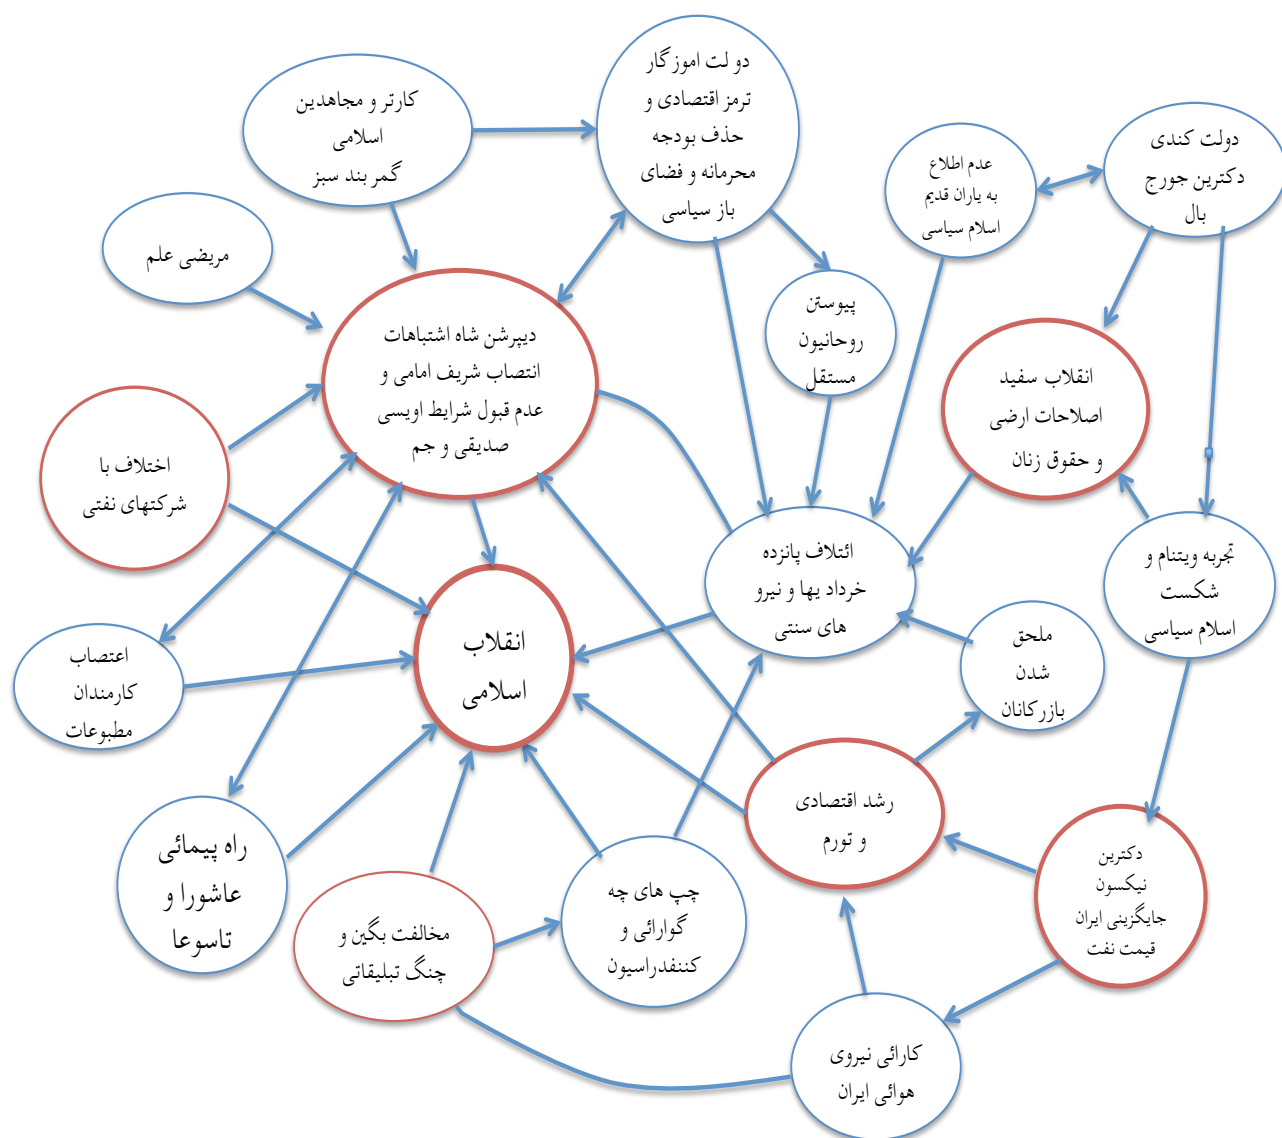 دولت اموزگار
ترمز اقتصادی و
حذف بودجه
محرمانه و فضای
باز سیاسی
کارتر و مجاهدین
اسلامی
گمر بند سبز
دولت کندی
دکترین جورج
بال
عدم اطلاع
به یاران قدیم
اسلام سیاسی
مریضی علم
پیوستن
روحانیون
مستقل
دیپرشن شاه اشتباهات
انتصاب شریف امامی و
عدم قبول شرایط اویسی
صدیقی و جم
انقلاب سفید
اصلاحات ارضی
و حقوق زنان
اختلاف با
شرکتهای نفتی
ائتلاف پانزده
خرداد یها و نیرو
های سنتی
تجربه ویتنام و
شکست
اسلام سیاسی
انقلاب
اسلامی
ملحق
شدن
بازرکانان
اعتصاب
کارمندان
مطبوعات
رشد اقتصادی
و تورم
راه پیمائی
عاشورا و
تاسوعا
دکترین
نیکسون
جایگزینی ایران
قیمت نفت
چپ های چه
گوارائی و
کننفدراسیون
مخالفت بگین و
چنگ تبلیقاتی
کارائی نیروی
هوائی ایران